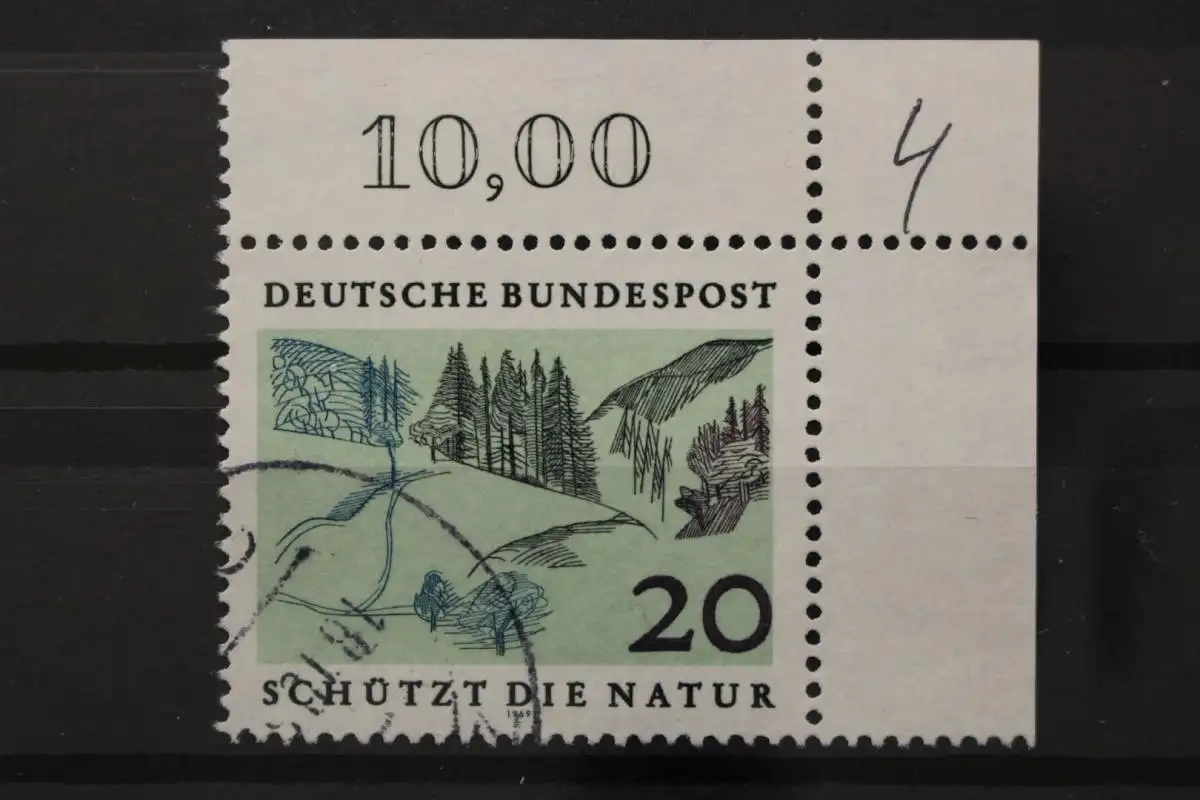 10,00
4
DEUTSCHE BUNDESPOST
20
SCHÜTZT DIE NATUR
1969